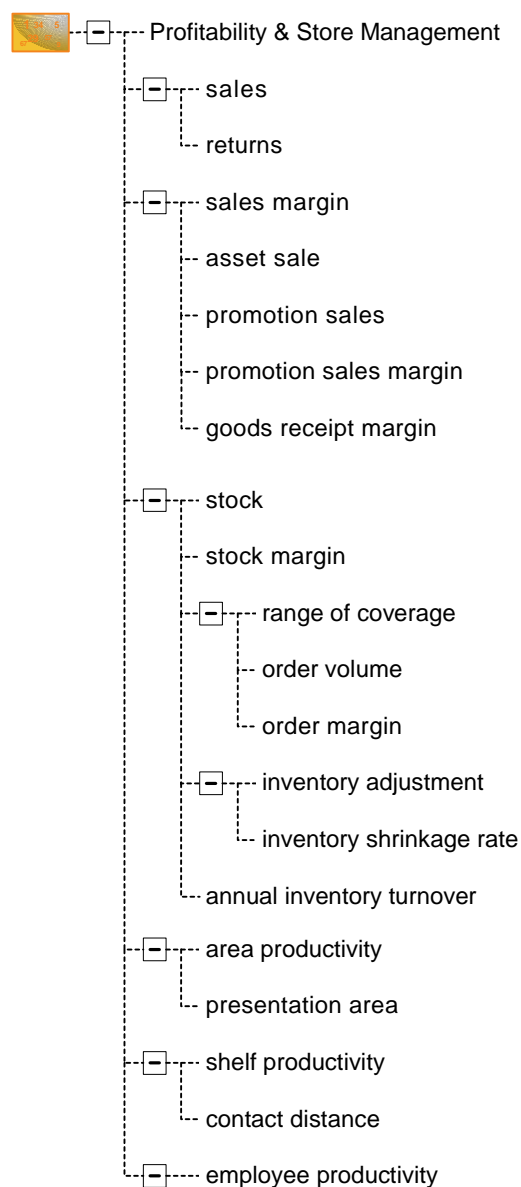 Profitability & Store Management
sales
returns
sales margin
asset sale
promotion sales
promotion sales margin
goods receipt margin
stock
stock margin
range of coverage
order volume
order margin
inventory adjustment
inventory shrinkage rate
annual inventory turnover
area productivity
presentation area
shelf productivity
contact distance
employee productivity